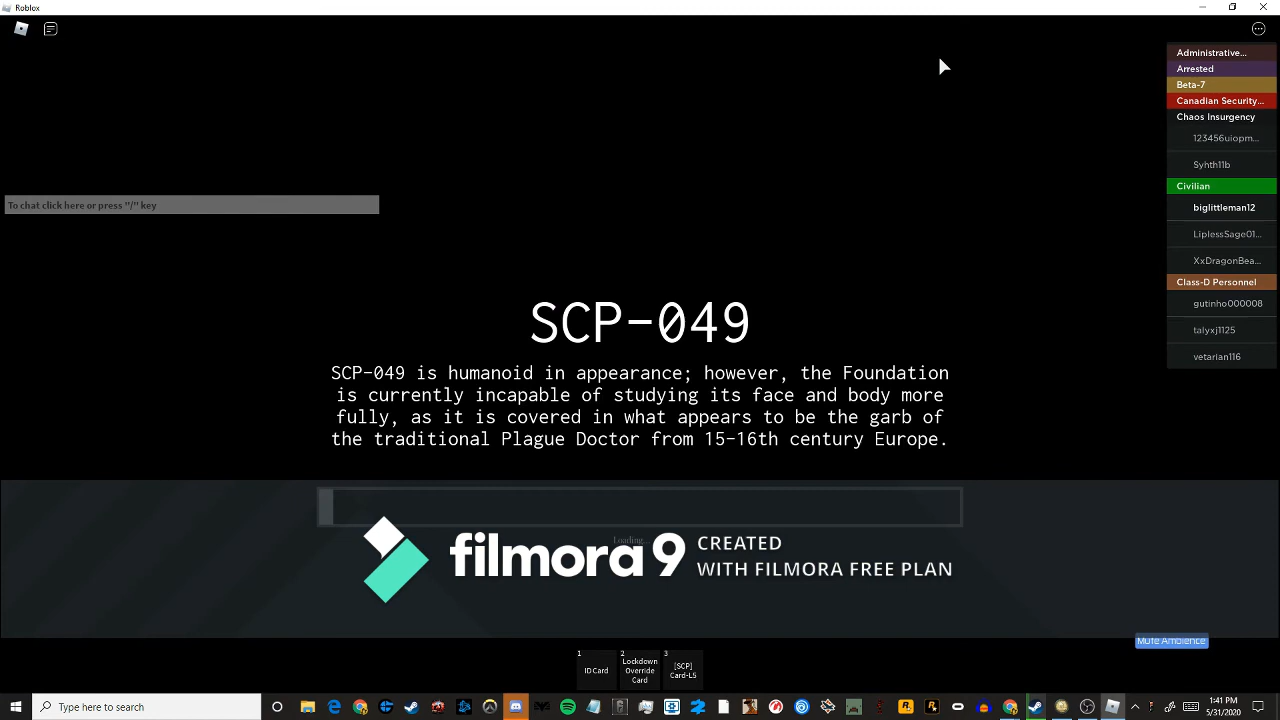 Roblox
Administrative...
Arrested
Beta-7
Canadian Security...
Chaos Insurgency
123456uiopm...
Syhth11b
Civilian
biglittleman12
LiplessSage01...
XxDragonBea...
Class-D Personnel
gutinho000008
talyxj1125
vetarian116
To chat click here or press "/" key
SCP-049
SCP-049 is humanoid in appearance; however, the Foundation
is currently incapable of studying its face and body more
fully, as it is covered in what appears to be the garb of
the traditional Plague Doctor from 15-16th century Europe.
Loading...
filmora 9
CREATED
WITH FILMORA FREE PLAN
Mute Ambience
1
ID Card
2
Lockdown
Override
Card
3
[SCP]
Card-L5
Type here to search
1:41 PM
5/31/2020